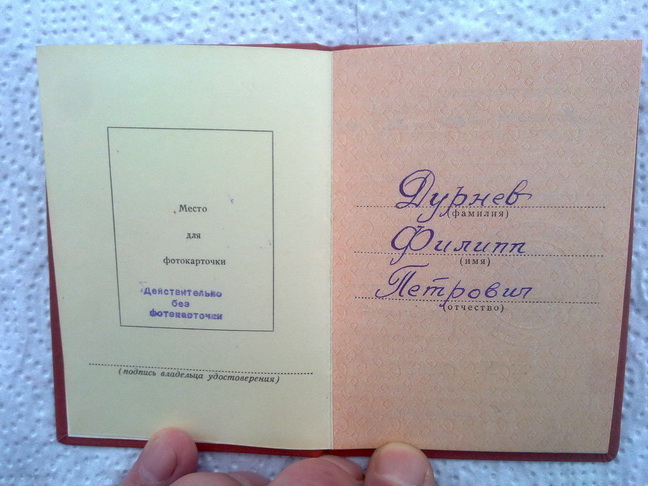 Место
для
фотокарточки
Действительно
без
фотокарточки
(подпись владельца удостоверения)
Дурнев
(фамилия)
Филипп
(имя)
Петрович
(отчество)